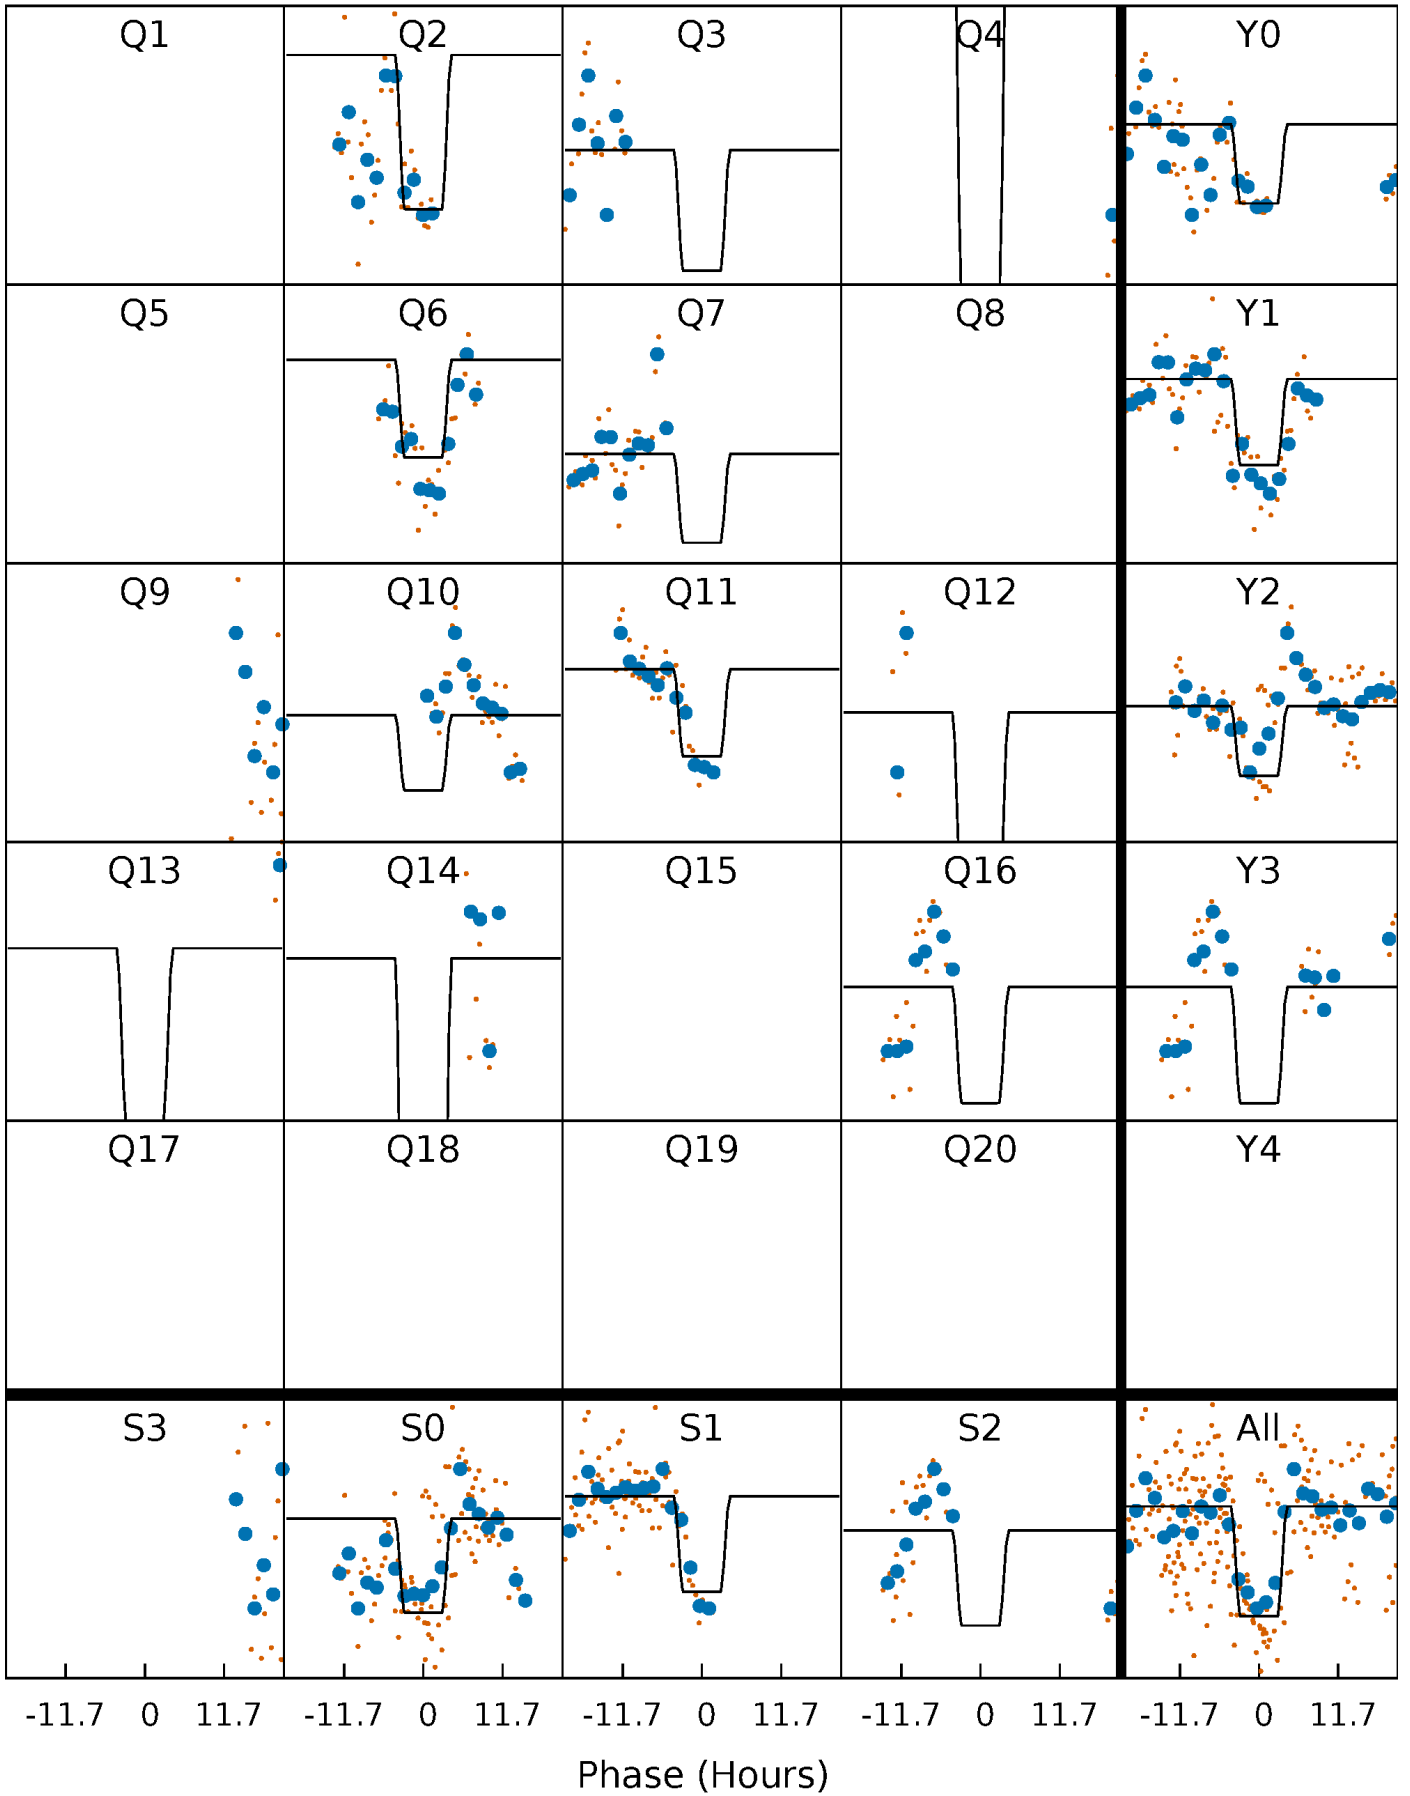 Q1 Q2 Q3 Q4 Y0
Q5 Q6 Q7 Q8 Y1
Q9 Q10 Q11 Q12 Y2
Q13 Q14 Q15 Q16 Y3
Q17 Q18 Q19 Q20 Y4
S3 S0 S1 S2 All
-11.7 0 11.7 -11.7 0 11.7 -11.7 0 11.7 -11.7 0 11.7 -11.7 0 11.7
Phase (Hours)